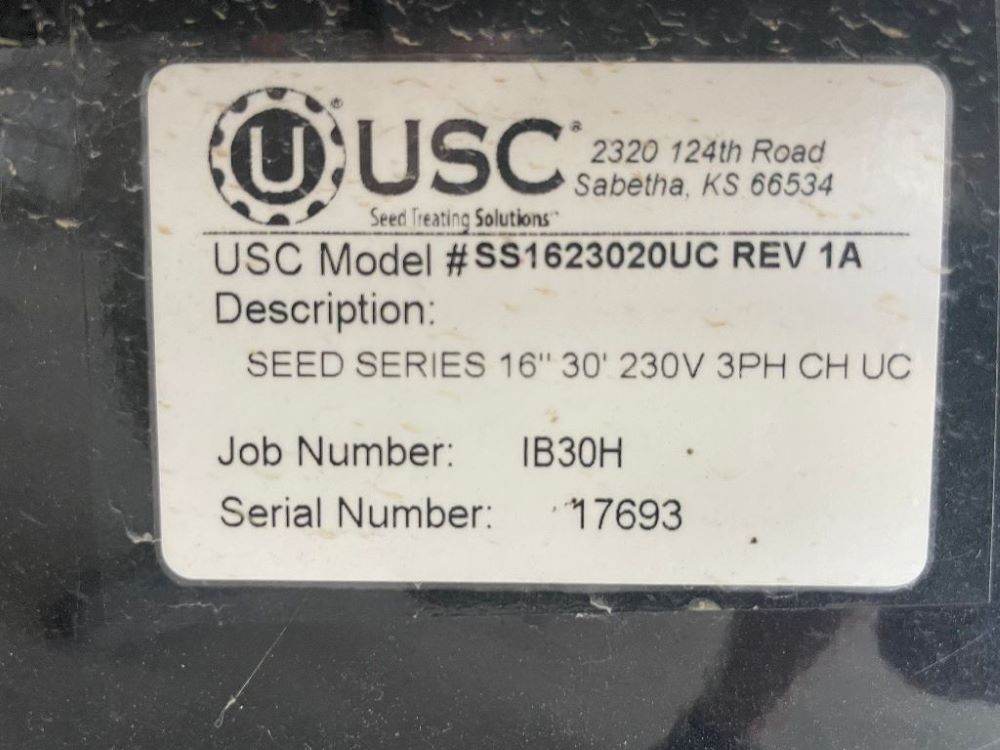 U® USC®
2320 124th Road
Sabetha, KS 66534
Seed Treating Solutions™
USC Model #SS1623020UC REV 1A
Description:
SEED SERIES 16" 30' 230V 3PH CH UC
Job Number: IB30H
Serial Number: 17693